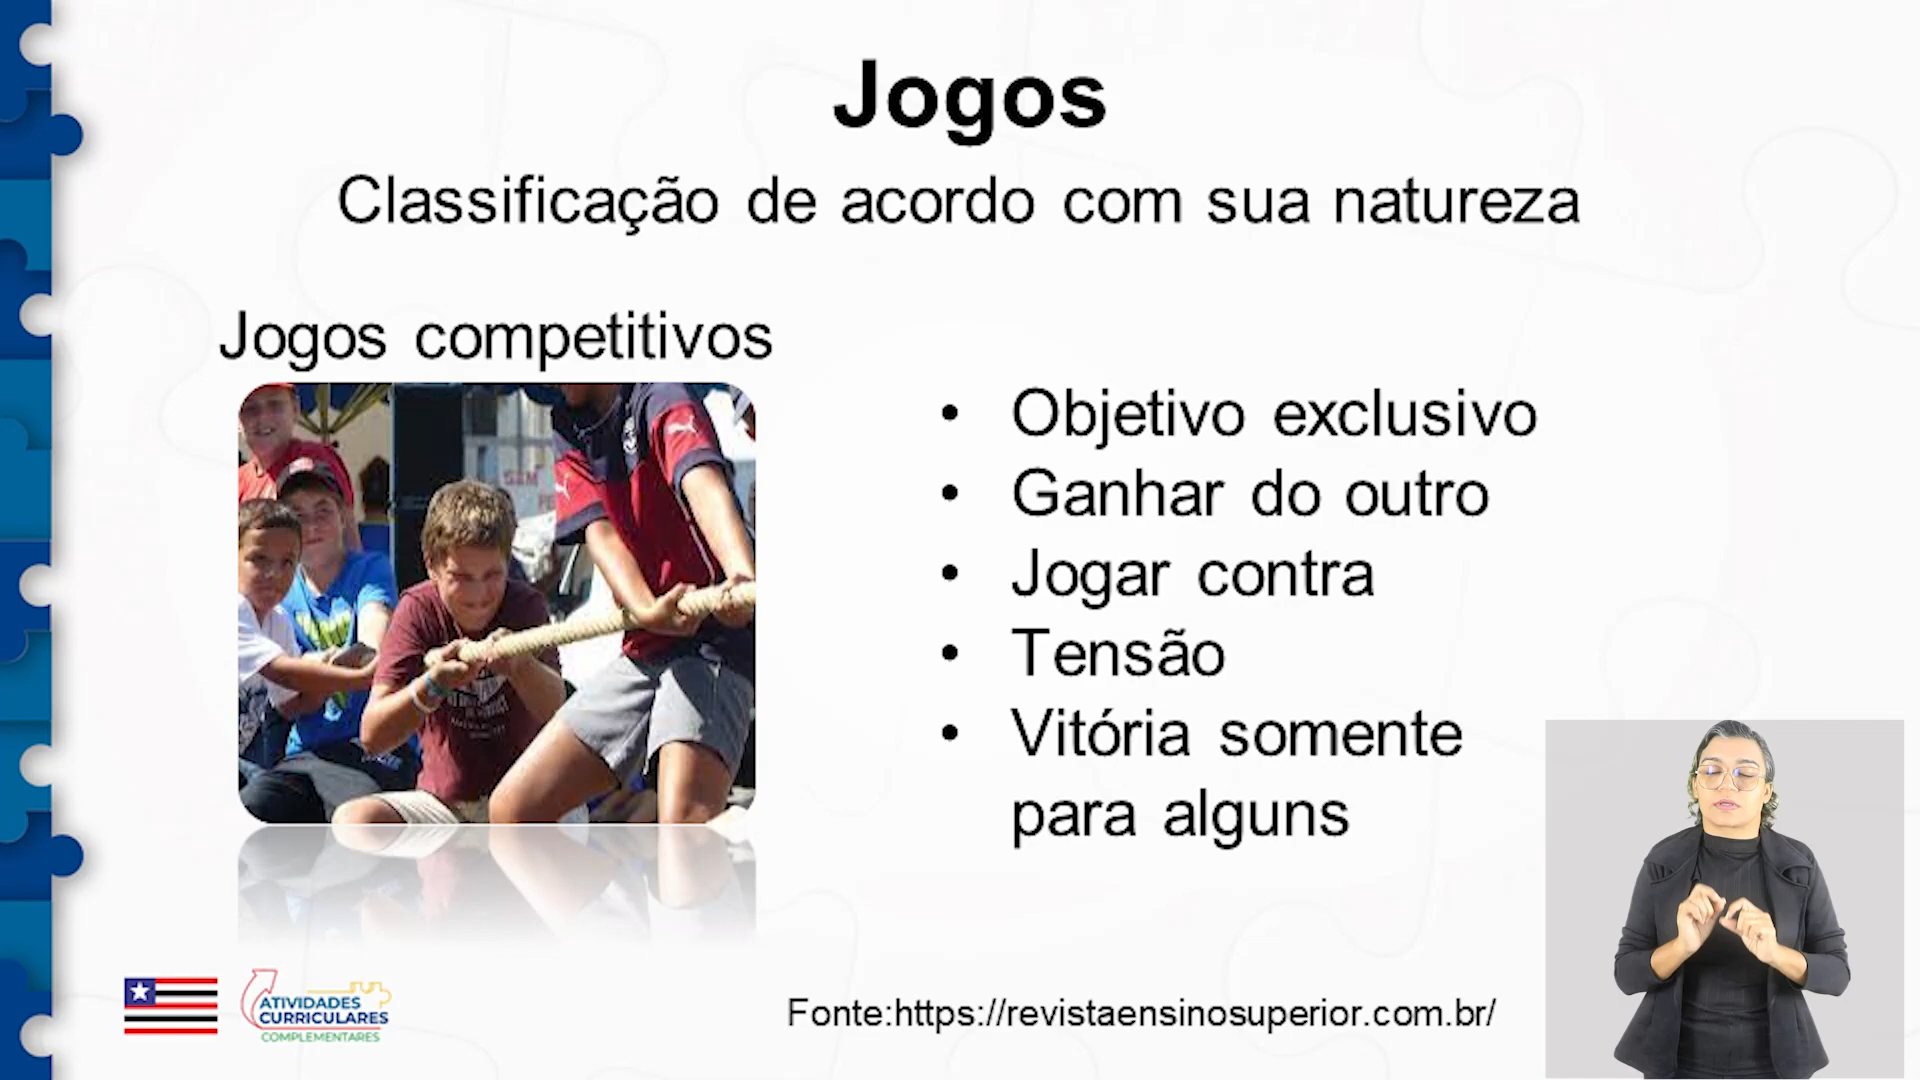 Jogos
Classificação de acordo com sua natureza
Jogos competitivos
• Objetivo exclusivo
• Ganhar do outro
• Jogar contra
• Tensão
• Vitória somente
para alguns
ATIVIDADES
CURRICULARES
COMPLEMENTARES
Fonte:https://revistaensinosuperior.com.br/